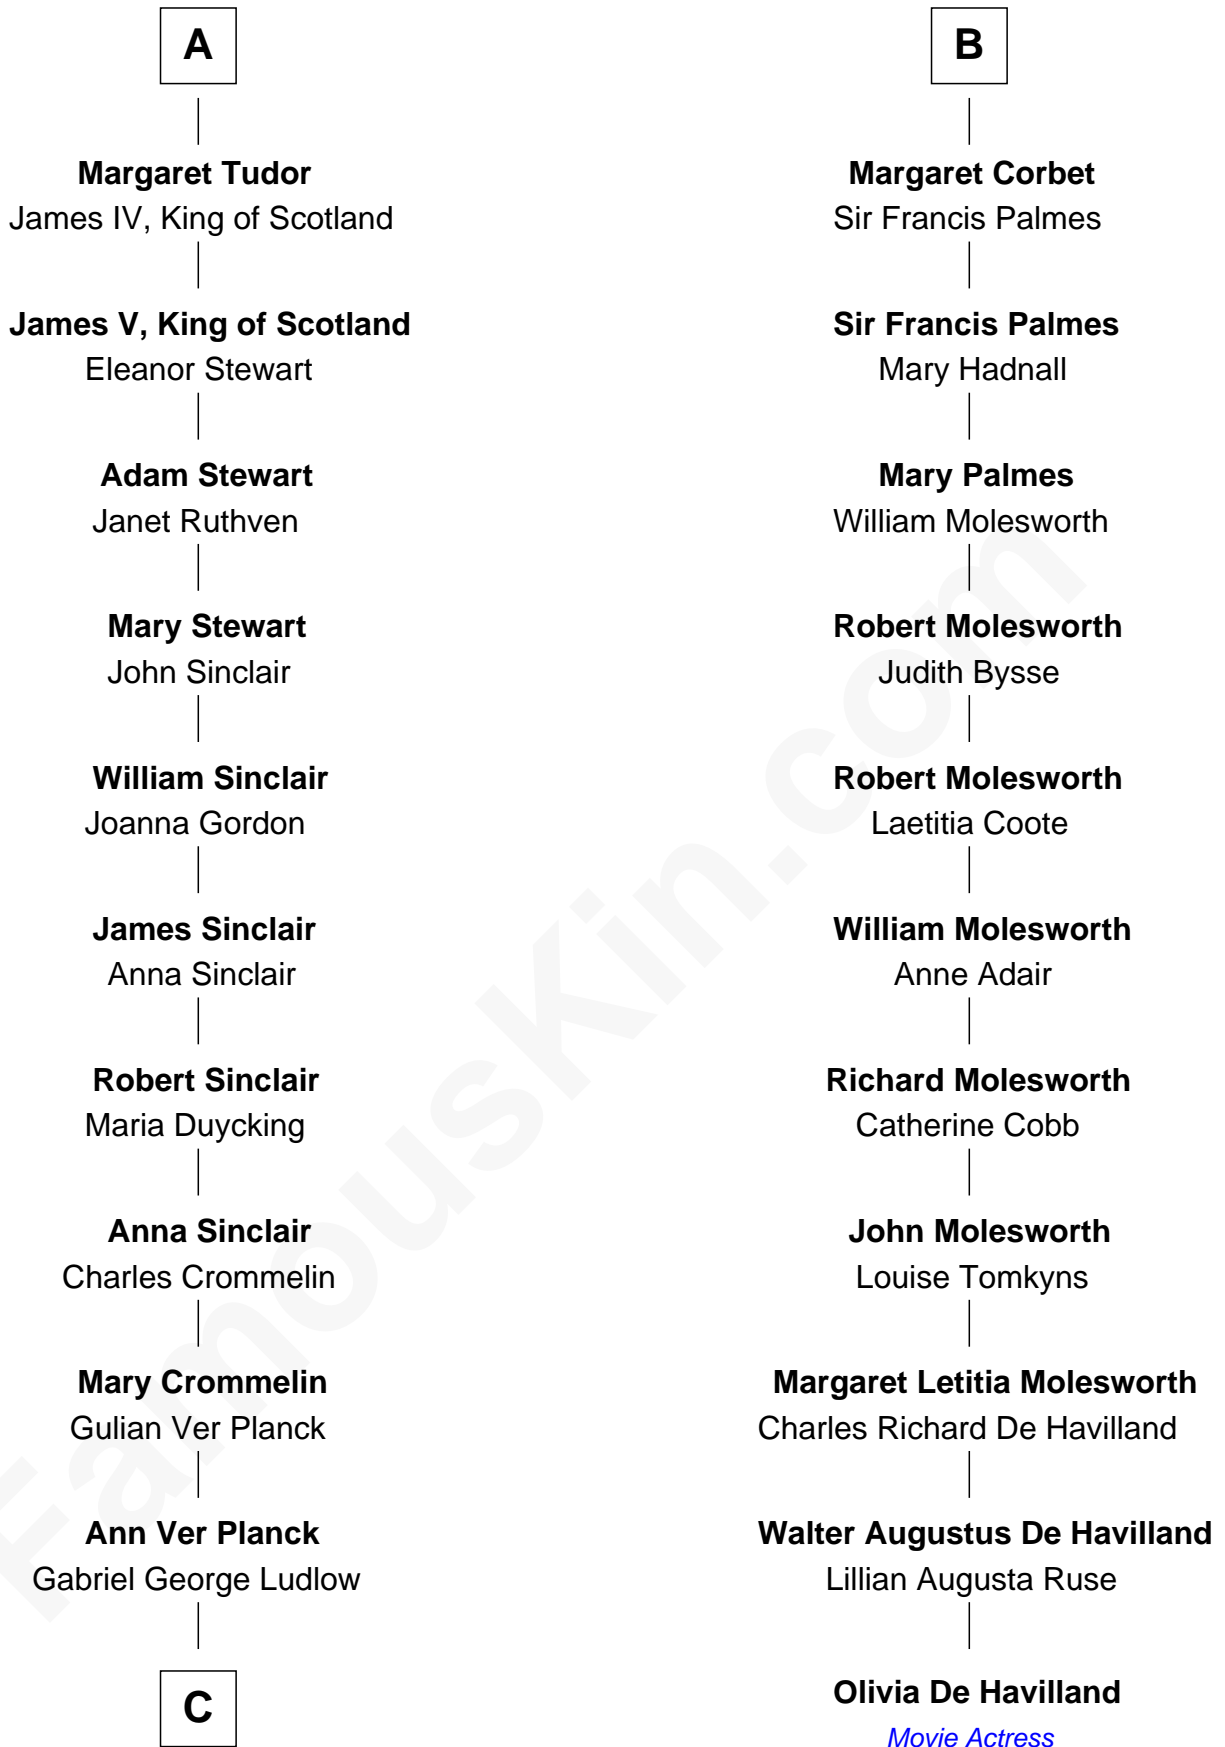 A
Margaret Tudor
James IV, King of Scotland
James V, King of Scotland
Eleanor Stewart
Adam Stewart
Janet Ruthven
Mary Stewart
John Sinclair
William Sinclair
Joanna Gordon
James Sinclair
Anna Sinclair
Robert Sinclair
Maria Duycking
Anna Sinclair
Charles Crommelin
Mary Crommelin
Gulian Ver Planck
Ann Ver Planck
Gabriel George Ludlow
C
B
Margaret Corbet
Sir Francis Palmes
Sir Francis Palmes
Mary Hadnall
Mary Palmes
William Molesworth
Robert Molesworth
Judith Bysse
Robert Molesworth
Laetitia Coote
William Molesworth
Anne Adair
Richard Molesworth
Catherine Cobb
John Molesworth
Louise Tomkyns
Margaret Letitia Molesworth
Charles Richard De Havilland
Walter Augustus De Havilland
Lillian Augusta Ruse
Olivia De Havilland
Movie Actress
FamousKin.com